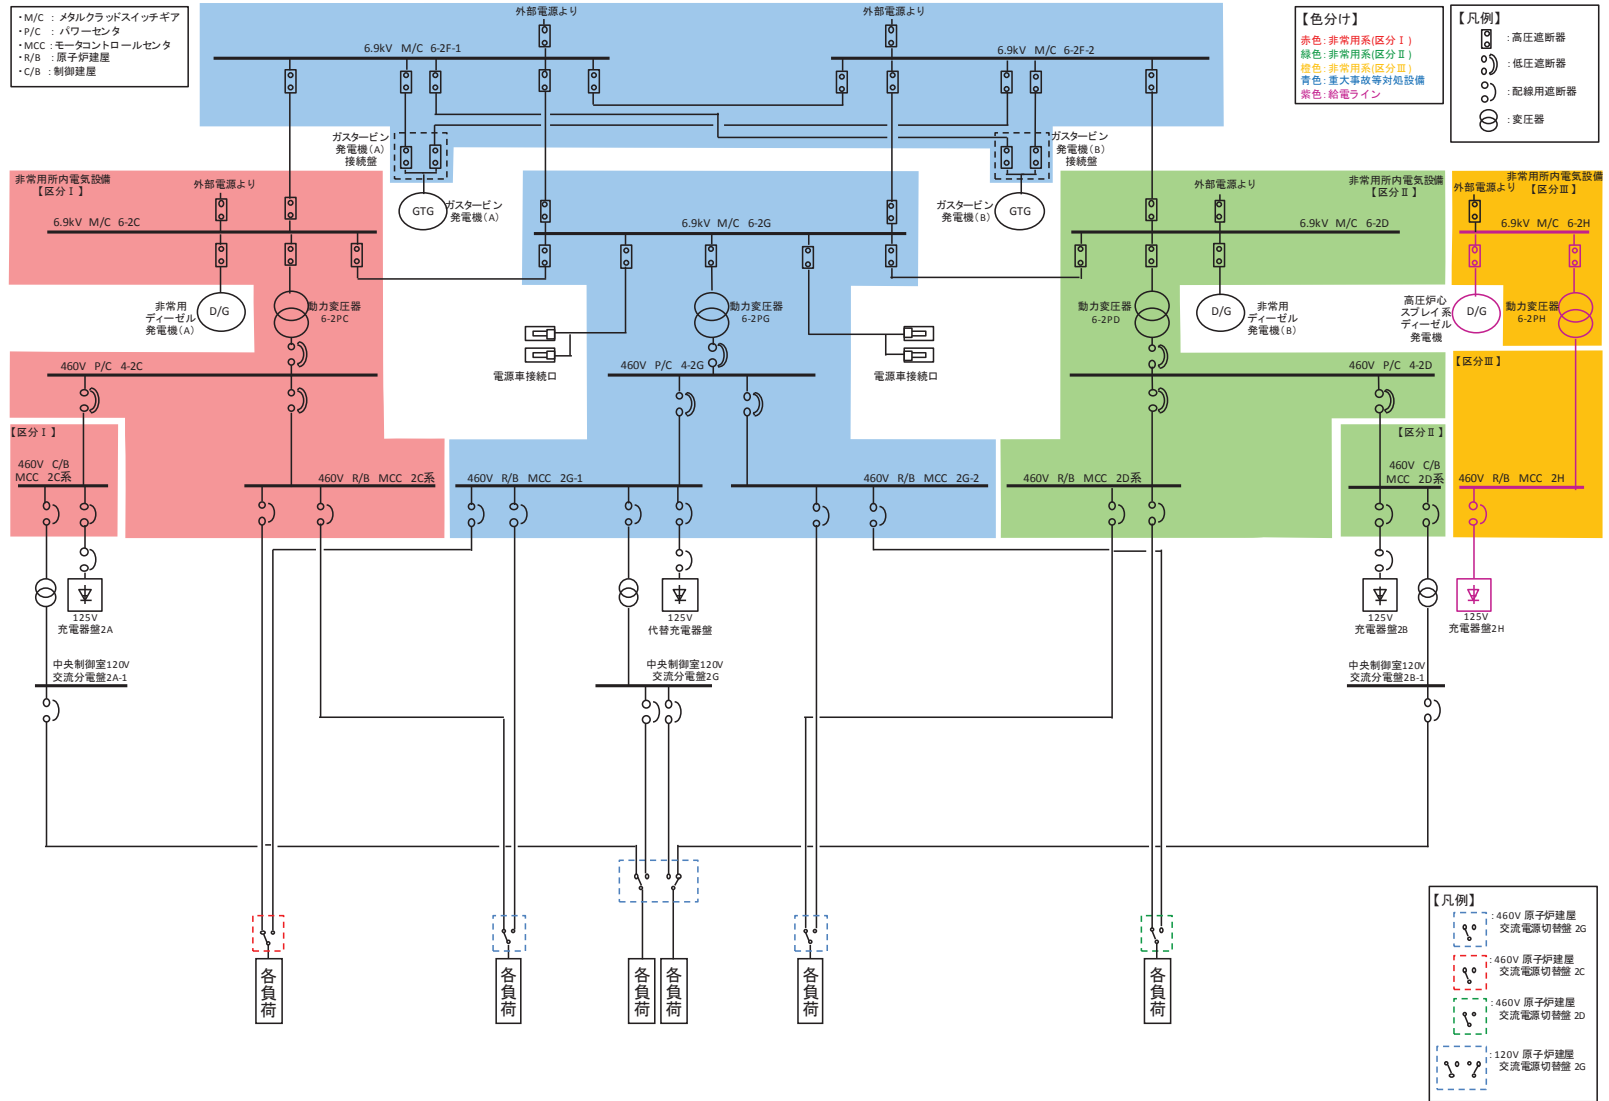 ・M/C : メタルクラッドスイッチギア
・P/C : パワーセンタ
・MCC : モータコントロールセンタ
・R/B : 原子炉建屋
・C/B : 制御建屋
外部電源より
外部電源より
6.9kV M/C 6-2F-1
6.9kV M/C 6-2F-2
【色分け】
赤色: 非常用系(区分Ⅰ)
緑色: 非常用系(区分Ⅱ)
橙色: 非常用系(区分Ⅲ)
青色: 重大事故等対処設備
紫色: 給電ライン
【凡例】
: 高圧遮断器
: 低圧遮断器
: 配線用遮断器
: 変圧器
ガスタービン
発電機(A)
接続盤
ガスタービン
発電機(B)
接続盤
非常用所内電気設備
【区分Ⅰ】
外部電源より
6.9kV M/C 6-2C
GTG
ガスタービン
発電機(A)
6.9kV M/C 6-2G
ガスタービン
発電機(B)
GTG
外部電源より
非常用所内電気設備
【区分Ⅱ】
6.9kV M/C 6-2D
非常用所内電気設備
【区分Ⅲ】
外部電源より
6.9kV M/C 6-2H
非常用
ディーゼル
発電機(A)
D/G
動力変圧器
6-2PC
動力変圧器
6-2PG
動力変圧器
6-2PD
D/G
非常用
ディーゼル
発電機(B)
高圧炉心
スプレイ系
ディーゼル
発電機
D/G
動力変圧器
6-2PH
電源車接続口
電源車接続口
460V P/C 4-2C
460V P/C 4-2G
460V P/C 4-2D
【区分Ⅲ】
【区分Ⅰ】
460V C/B
MCC 2C系
460V R/B MCC 2C系
460V R/B MCC 2G-1
460V R/B MCC 2G-2
460V R/B MCC 2D系
【区分Ⅱ】
460V C/B
MCC 2D系
460V R/B MCC 2H
125V
充電器盤2A
125V
代替充電器盤
125V
充電器盤2B
125V
充電器盤2H
中央制御室120V
交流分電盤2A-1
中央制御室120V
交流分電盤2G
中央制御室120V
交流分電盤2B-1
各負荷
各負荷
各負荷
各負荷
各負荷
各負荷
【凡例】
: 460V 原子炉建屋
交流電源切替盤 2G
: 460V 原子炉建屋
交流電源切替盤 2C
: 460V 原子炉建屋
交流電源切替盤 2D
: 120V 原子炉建屋
交流電源切替盤 2G